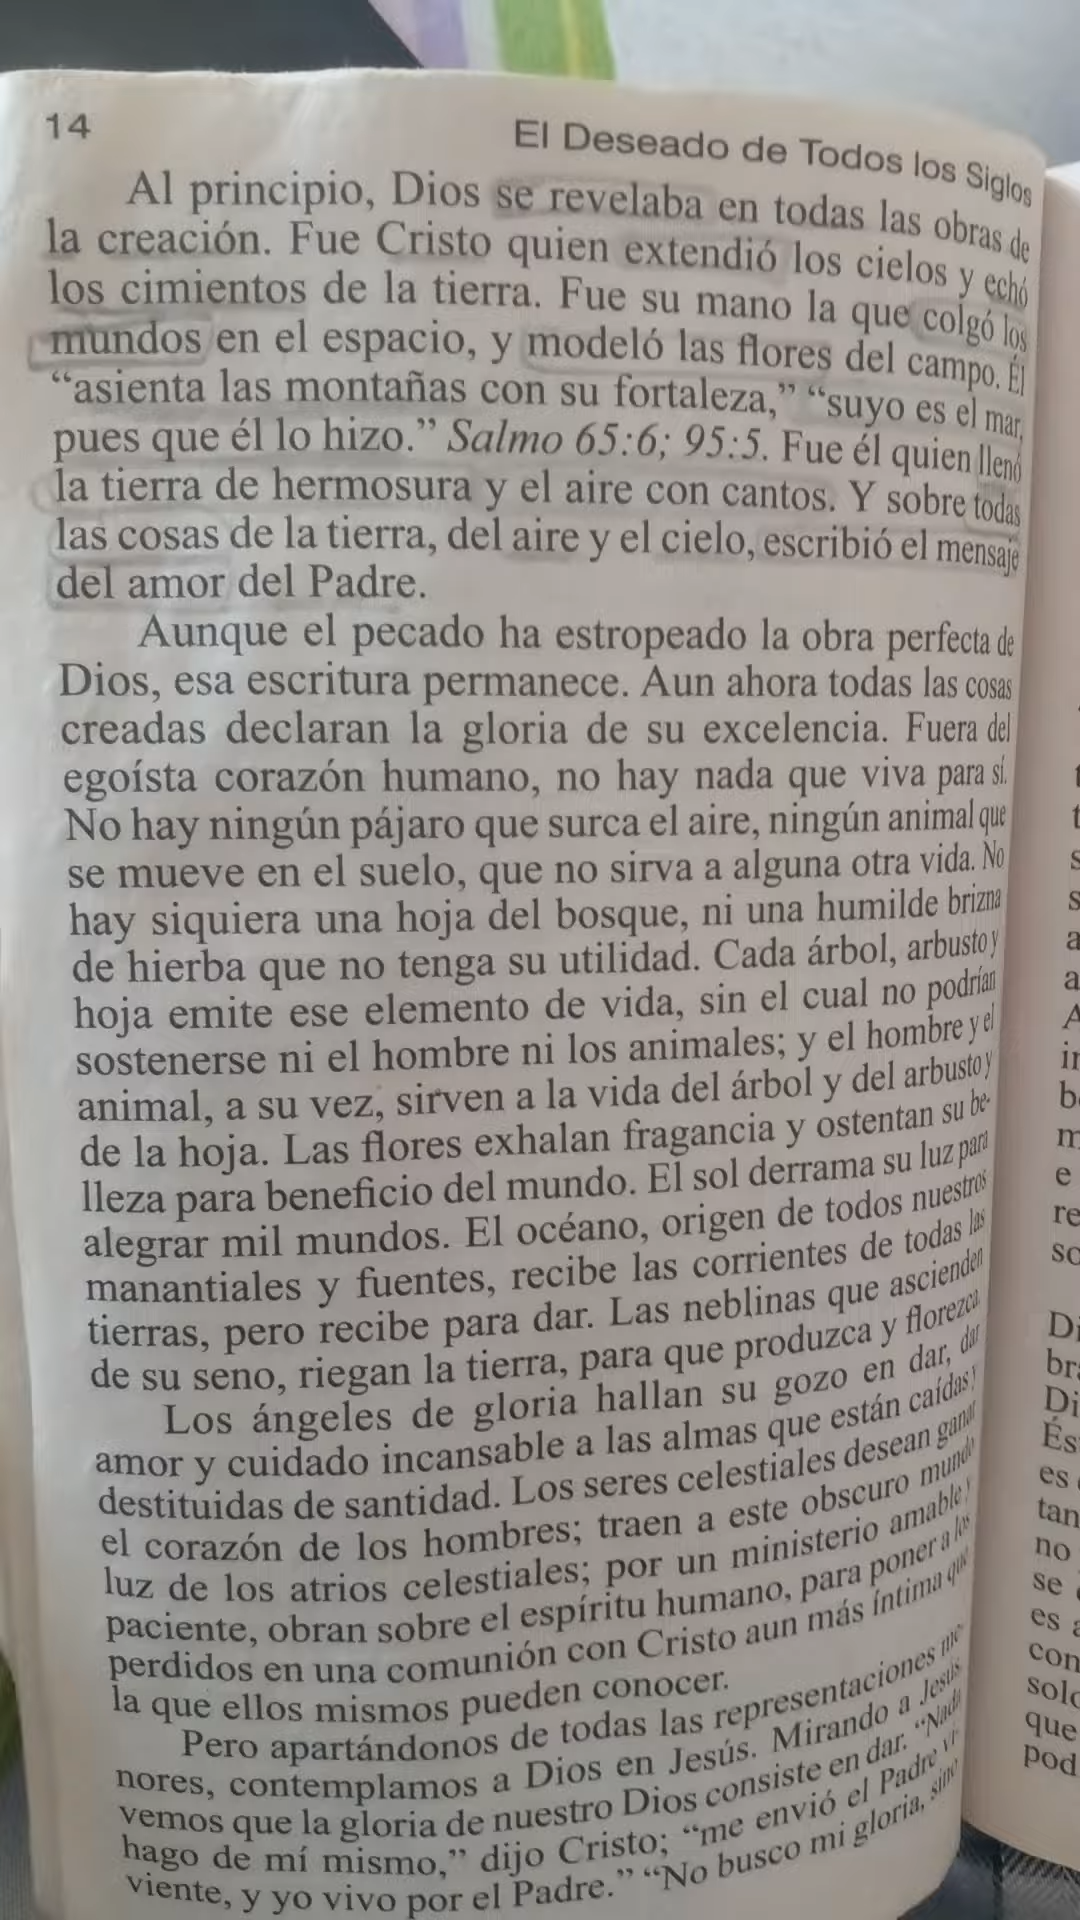 14
El Deseado de Todos los Siglos
Al principio, Dios se revelaba en todas las obras de
la creación. Fue Cristo quien extendió los cielos y echó
los cimientos de la tierra. Fue su mano la que colgó los
mundos en el espacio, y modeló las flores del campo. Él
“asienta las montañas con su fortaleza,” “suyo es el mar,
pues que él lo hizo.” Salmo 65:6; 95:5. Fue él quien llenó
la tierra de hermosura y el aire con cantos. Y sobre todas
las cosas de la tierra, del aire y el cielo, escribió el mensaje
del amor del Padre.
Aunque el pecado ha estropeado la obra perfecta de
Dios, esa escritura permanece. Aun ahora todas las cosas
creadas declaran la gloria de su excelencia. Fuera del
egoísta corazón humano, no hay nada que viva para sí.
No hay ningún pájaro que surca el aire, ningún animal que
se mueve en el suelo, que no sirva a alguna otra vida. No
hay siquiera una hoja del bosque, ni una humilde brizna
de hierba que no tenga su utilidad. Cada árbol, arbusto y
hoja emite ese elemento de vida, sin el cual no podrían
sostenerse ni el hombre ni los animales; y el hombre y el
animal, a su vez, sirven a la vida del árbol y del arbusto y
de la hoja. Las flores exhalan fragancia y ostentan su be-
lleza para beneficio del mundo. El sol derrama su luz para
alegrar mil mundos. El océano, origen de todos nuestros
manantiales y fuentes, recibe las corrientes de todas las
tierras, pero recibe para dar. Las neblinas que ascienden
de su seno, riegan la tierra, para que produzca y florezca.
Los ángeles de gloria hallan su gozo en dar, dar
amor y cuidado incansable a las almas que están caídas y
destituidas de santidad. Los seres celestiales desean ganar
el corazón de los hombres; traen a este obscuro mundo
luz de los atrios celestiales; por un ministerio amable y
paciente, obran sobre el espíritu humano, para poner a los
perdidos en una comunión con Cristo aun más íntima que
la que ellos mismos pueden conocer.
Pero apartándonos de todas las representaciones me-
nores, contemplamos a Dios en Jesús. Mirando a Jesús
vemos que la gloria de nuestro Dios consiste en dar. “Nada
hago de mí mismo,” dijo Cristo; “me envió el Padre vi-
viente, y yo vivo por el Padre.” “No busco mi gloria, sino